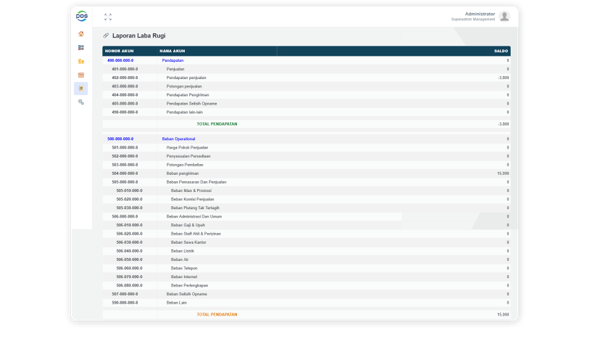 DOS
Administrator
Superadmin Management
Laporan Laba Rugi
NOMOR AKUN NAMA AKUN SALDO
400-000-000-0 Pendapatan 0
401-000-000-0 Penjualan 0
402-000-000-0 Pendapatan penjualan -3,800
403-000-000-0 Potongan penjualan 0
404-000-000-0 Pendapatan Pengiriman 0
405-000-000-0 Pendapatan Selisih Opname 0
490-000-000-0 Pendapatan lain-lain 0
TOTAL PENDAPATAN -3,800
500-000-000-0 Beban Operational 0
501-000-000-0 Harga Pokok Penjualan 0
502-000-000-0 Penyesuaian Persediaan 0
503-000-000-0 Potongan Pembelian 0
504-000-000-0 Beban pangiriman 15,000
505-000-000-0 Beban Pemasaran Dan Penjualan 0
505-010-000-0 Beban Iklan & Promosi 0
505-020-000-0 Beban Komisi Penjualan 0
505-030-000-0 Beban Piutang Tak Tertagih 0
506-000-000-0 Beban Administrasi Dan Umum 0
506-010-000-0 Beban Gaji & Upah 0
506-020-000-0 Beban Staff Ahli & Perizinan 0
506-030-000-0 Beban Sewa Kantor 0
506-040-000-0 Beban Listrik 0
506-050-000-0 Beban Air 0
506-060-000-0 Beban Telepon 0
506-070-000-0 Beban Internet 0
506-080-000-0 Beban Perlengkapan 0
507-000-000-0 Beban Selisih Opname 0
590-000-000-0 Beban Lain 0
TOTAL PENDAPATAN 15,000